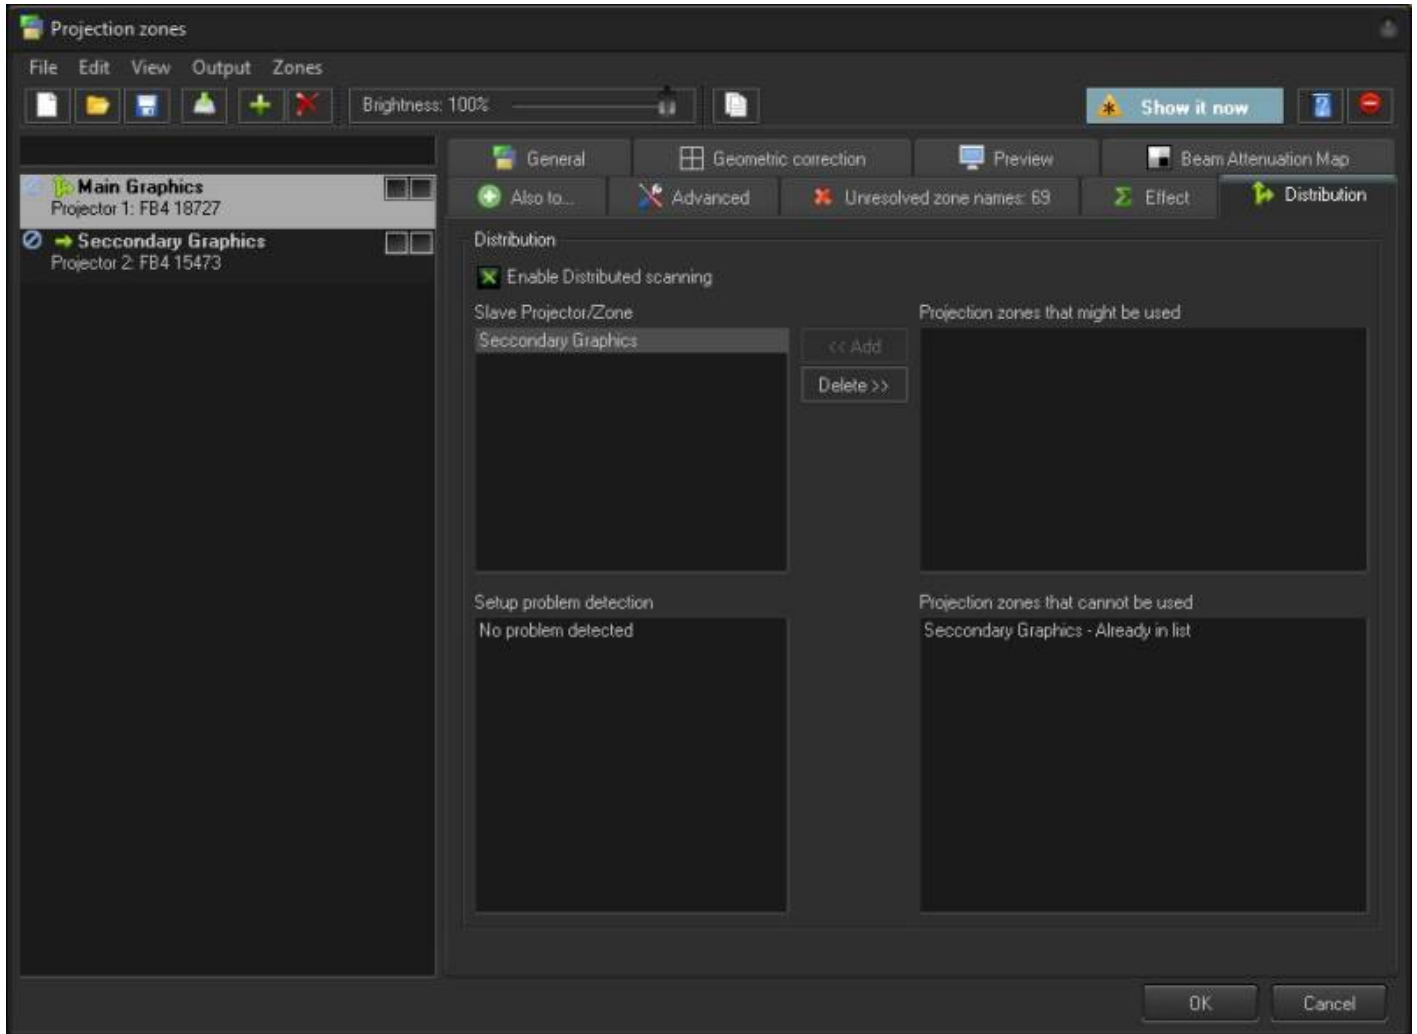 Projection zones
File Edit View Output Zones
Brightness: 100%
Show it now
General Geometric correction Preview Beam Attenuation Map
Also to... Advanced Unresolved zone names: 69 Effect Distribution
Main Graphics
Projector 1: FB4 18727
Seccondary Graphics
Projector 2: FB4 15473
Distribution
Enable Distributed scanning
Slave Projector/Zone
Seccondary Graphics
<< Add
Delete >>
Projection zones that might be used
Setup problem detection
No problem detected
Projection zones that cannot be used
Seccondary Graphics - Already in list
OK Cancel